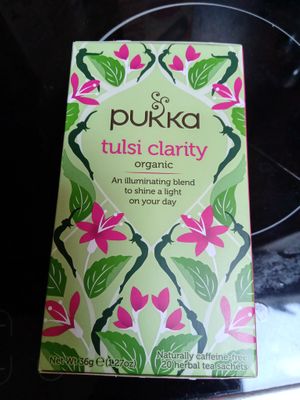 pukka
tulsi clarity
organic
An illuminating blend
to shine a light
on your day
Net Wt 36g ℮ (1.27oz)
Naturally caffeine-free
20 herbal tea sachets